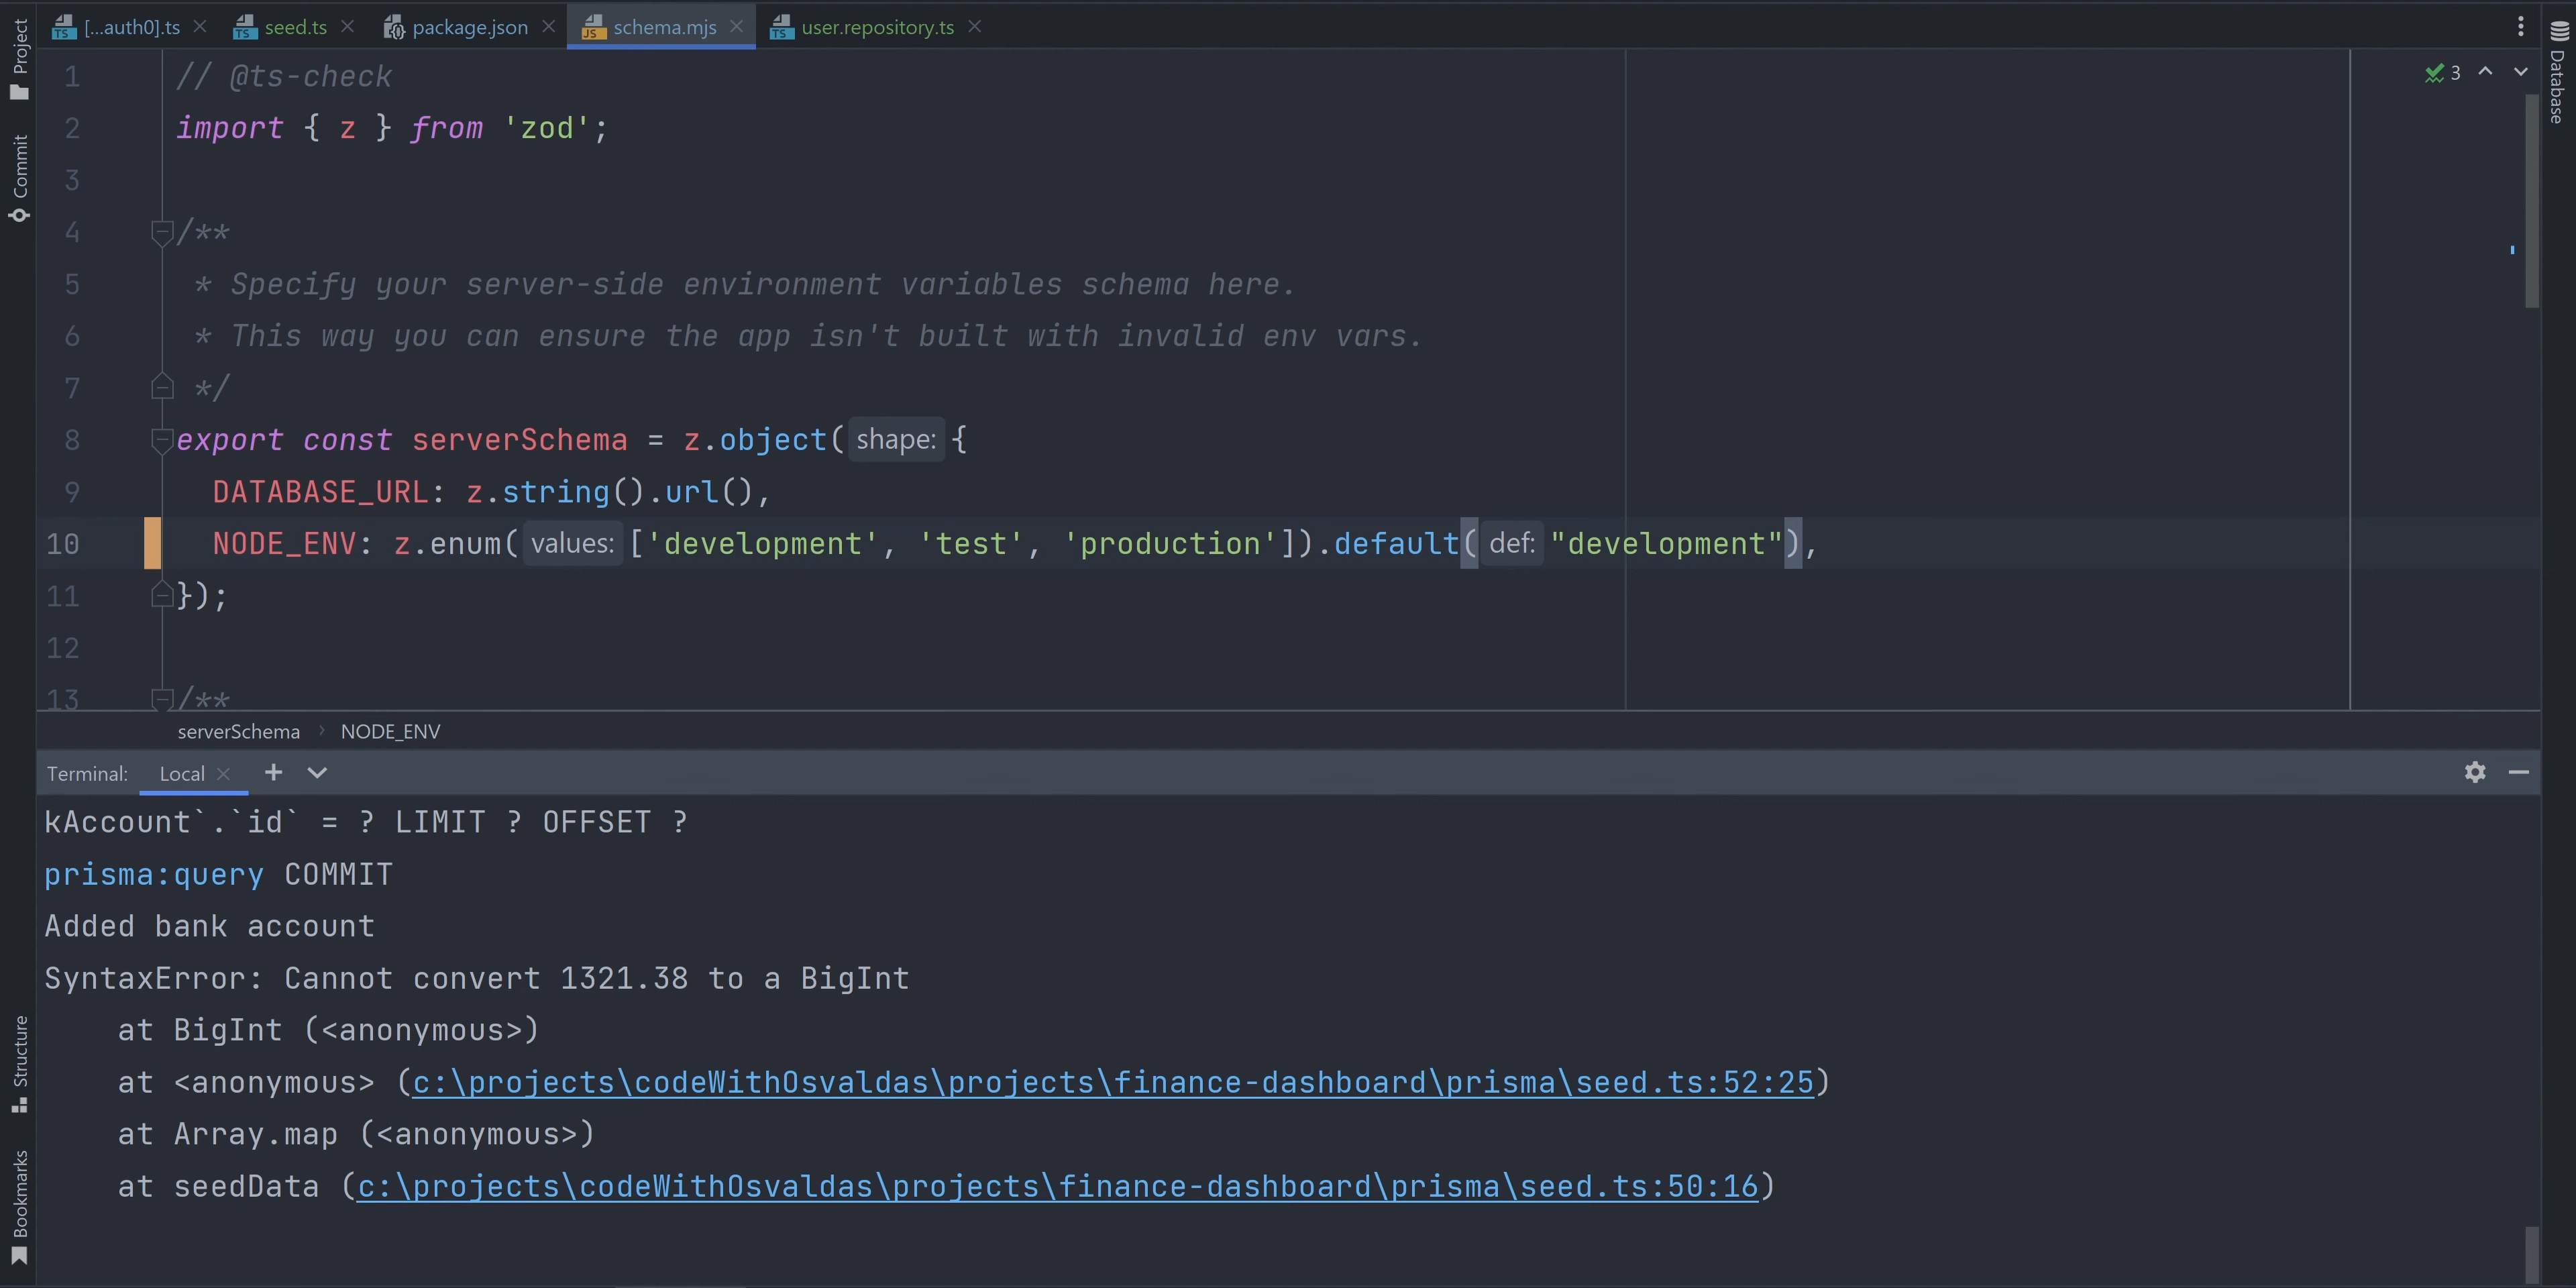 Project
Commit
Structure
Bookmarks
Database
[...auth0].ts
seed.ts
package.json
schema.mjs
user.repository.ts
3
1 // @ts-check
2 import { z } from 'zod';
3
4 /**
5 * Specify your server-side environment variables schema here.
6 * This way you can ensure the app isn't built with invalid env vars.
7 */
8 export const serverSchema = z.object( shape: {
9 DATABASE_URL: z.string().url(),
10 NODE_ENV: z.enum( values: ['development', 'test', 'production']).default( def: "development"),
11 });
12
13 /**
serverSchema › NODE_ENV
Terminal: Local
kAccount`.`id` = ? LIMIT ? OFFSET ?
prisma:query COMMIT
Added bank account
SyntaxError: Cannot convert 1321.38 to a BigInt
at BigInt (<anonymous>)
at <anonymous> (c:\projects\codeWithOsvaldas\projects\finance-dashboard\prisma\seed.ts:52:25)
at Array.map (<anonymous>)
at seedData (c:\projects\codeWithOsvaldas\projects\finance-dashboard\prisma\seed.ts:50:16)